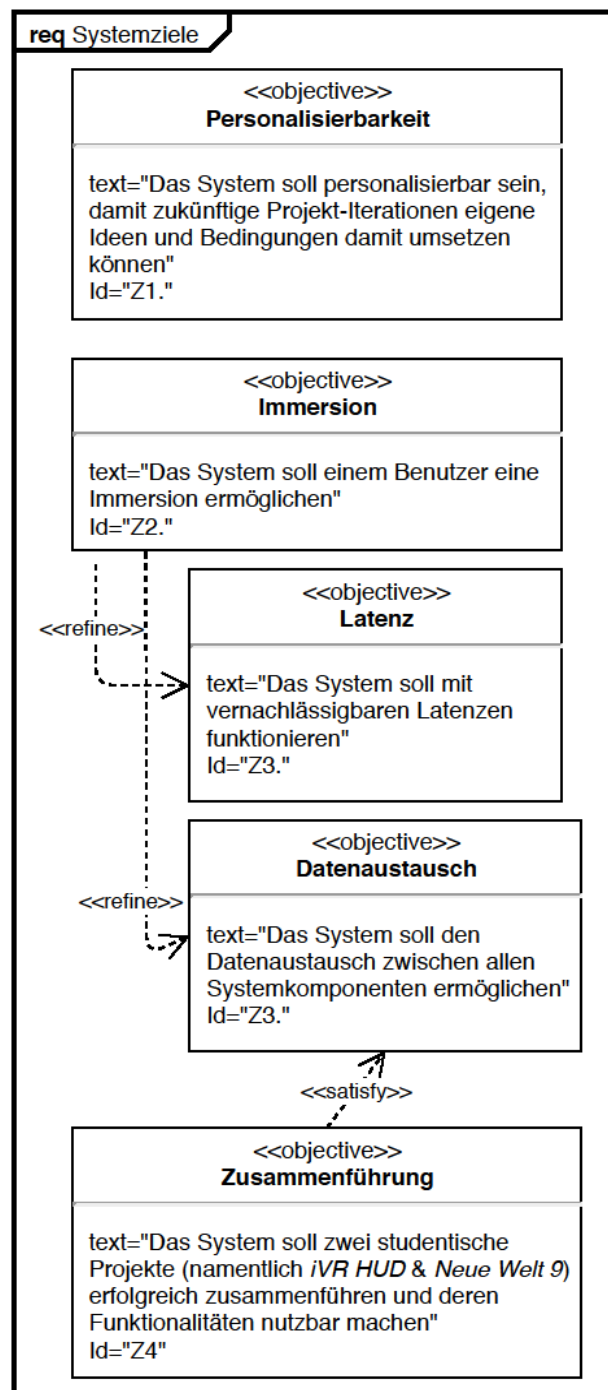 req Systemziele
<<objective>>
Personalisierbarkeit
text="Das System soll personalisierbar sein,
damit zukünftige Projekt-Iterationen eigene
Ideen und Bedingungen damit umsetzen
können"
Id="Z1."
<<objective>>
Immersion
text="Das System soll einem Benutzer eine
Immersion ermöglichen"
Id="Z2."
<<refine>>
<<objective>>
Latenz
text="Das System soll mit
vernachlässigbaren Latenzen
funktionieren"
Id="Z3."
<<refine>>
<<objective>>
Datenaustausch
text="Das System soll den
Datenaustausch zwischen allen
Systemkomponenten ermöglichen"
Id="Z3."
<<satisfy>>
<<objective>>
Zusammenführung
text="Das System soll zwei studentische
Projekte (namentlich iVR HUD & Neue Welt 9)
erfolgreich zusammenführen und deren
Funktionalitäten nutzbar machen"
Id="Z4"